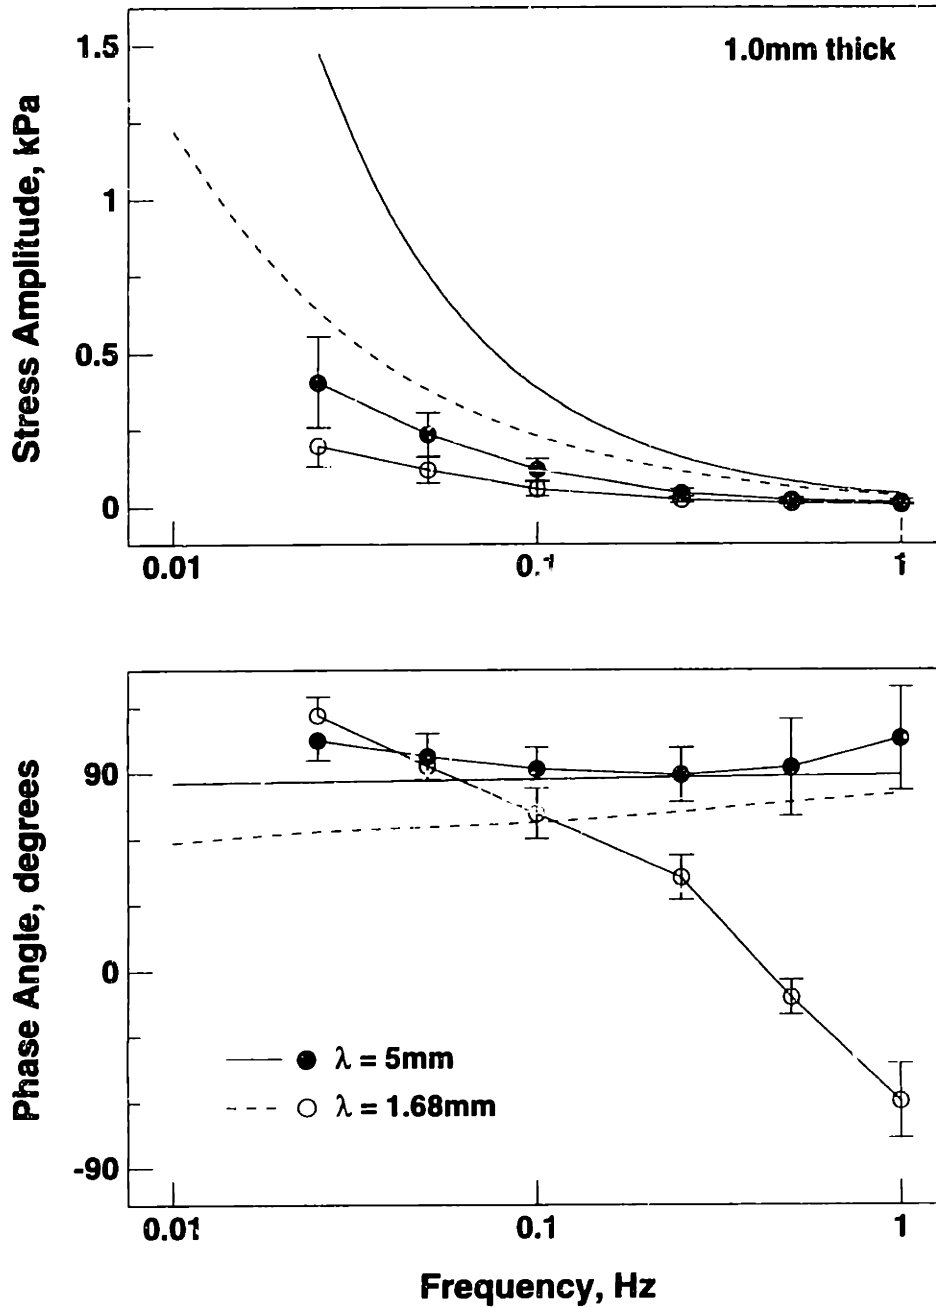 1.0mm thick
Stress Amplitude, kPa
1.5
1
0.5
0
0.01
0.1
1
Phase Angle, degrees
90
0
-90
λ = 5mm
λ = 1.68mm
0.01
0.1
1
Frequency, Hz